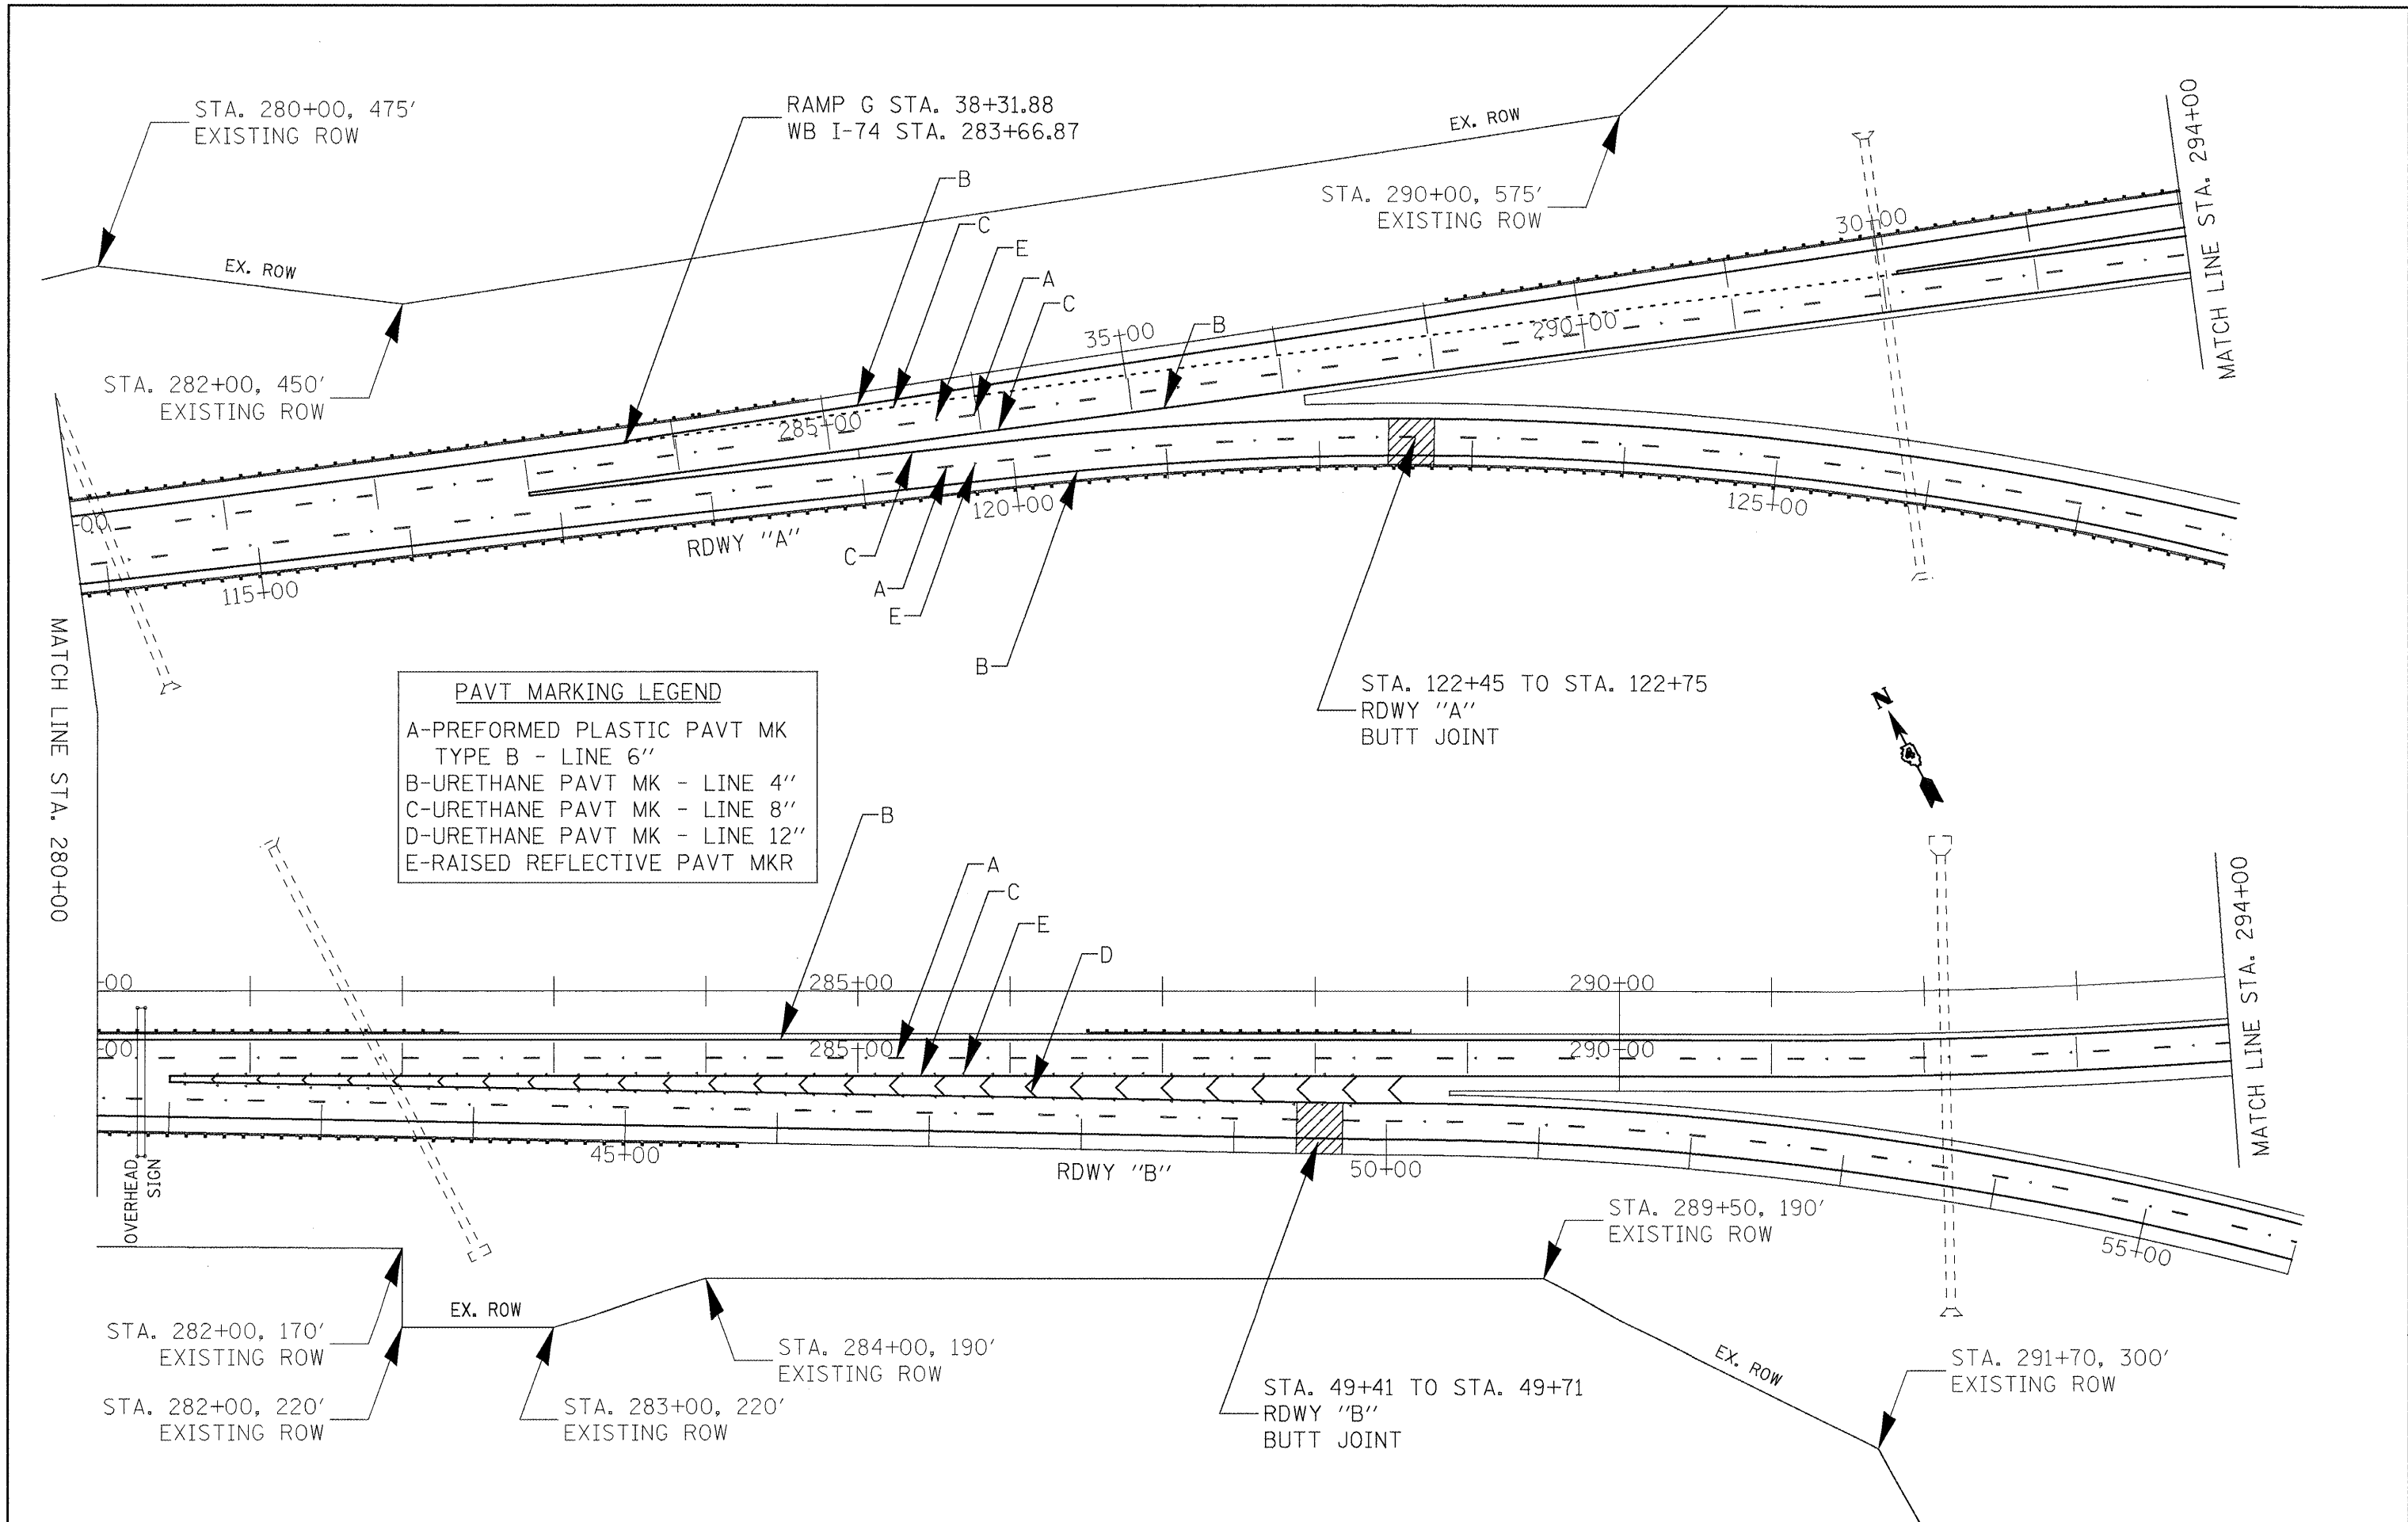 STA. 280+00, 475'
EXISTING ROW
RAMP G STA. 38+31.88
WB I-74 STA. 283+66.87
EX. ROW
STA. 290+00, 575'
EXISTING ROW
MATCH LINE STA. 294+00
EX. ROW
B
C
E
A
C
B
30+00
STA. 282+00, 450'
EXISTING ROW
35+00
290+00
285+00
-00
115+00
RDWY "A"
120+00
125+00
C
A
E
B
MATCH LINE STA. 280+00
PAVT MARKING LEGEND
A-PREFORMED PLASTIC PAVT MK
TYPE B - LINE 6"
B-URETHANE PAVT MK - LINE 4"
C-URETHANE PAVT MK - LINE 8"
D-URETHANE PAVT MK - LINE 12"
E-RAISED REFLECTIVE PAVT MKR
STA. 122+45 TO STA. 122+75
RDWY "A"
BUTT JOINT
N
B
A
C
E
D
-00
285+00
290+00
-00
285+00
290+00
MATCH LINE STA. 294+00
OVERHEAD
SIGN
45+00
RDWY "B"
50+00
55+00
STA. 289+50, 190'
EXISTING ROW
STA. 282+00, 170'
EXISTING ROW
EX. ROW
STA. 284+00, 190'
EXISTING ROW
EX. ROW
STA. 291+70, 300'
EXISTING ROW
STA. 282+00, 220'
EXISTING ROW
STA. 283+00, 220'
EXISTING ROW
STA. 49+41 TO STA. 49+71
RDWY "B"
BUTT JOINT